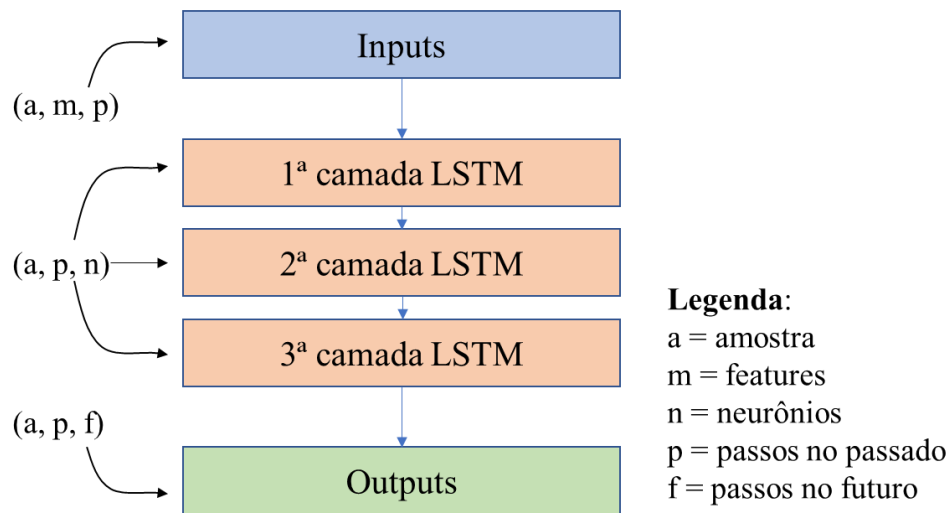 Inputs
(a, m, p)
1ª camada LSTM
(a, p, n)
2ª camada LSTM
3ª camada LSTM
(a, p, f)
Outputs
Legenda:
a = amostra
m = features
n = neurônios
p = passos no passado
f = passos no futuro